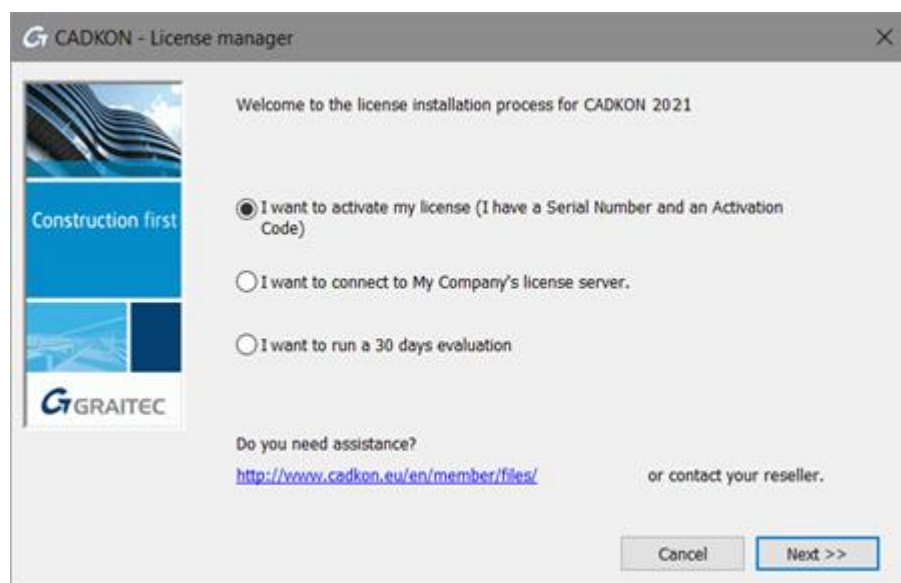 CADKON - License manager
Welcome to the license installation process for CADKON 2021
Construction first
I want to activate my license (I have a Serial Number and an Activation
Code)
I want to connect to My Company's license server.
I want to run a 30 days evaluation
GRAITEC
Do you need assistance?
http://www.cadkon.eu/en/member/files/ or contact your reseller.
Cancel Next >>